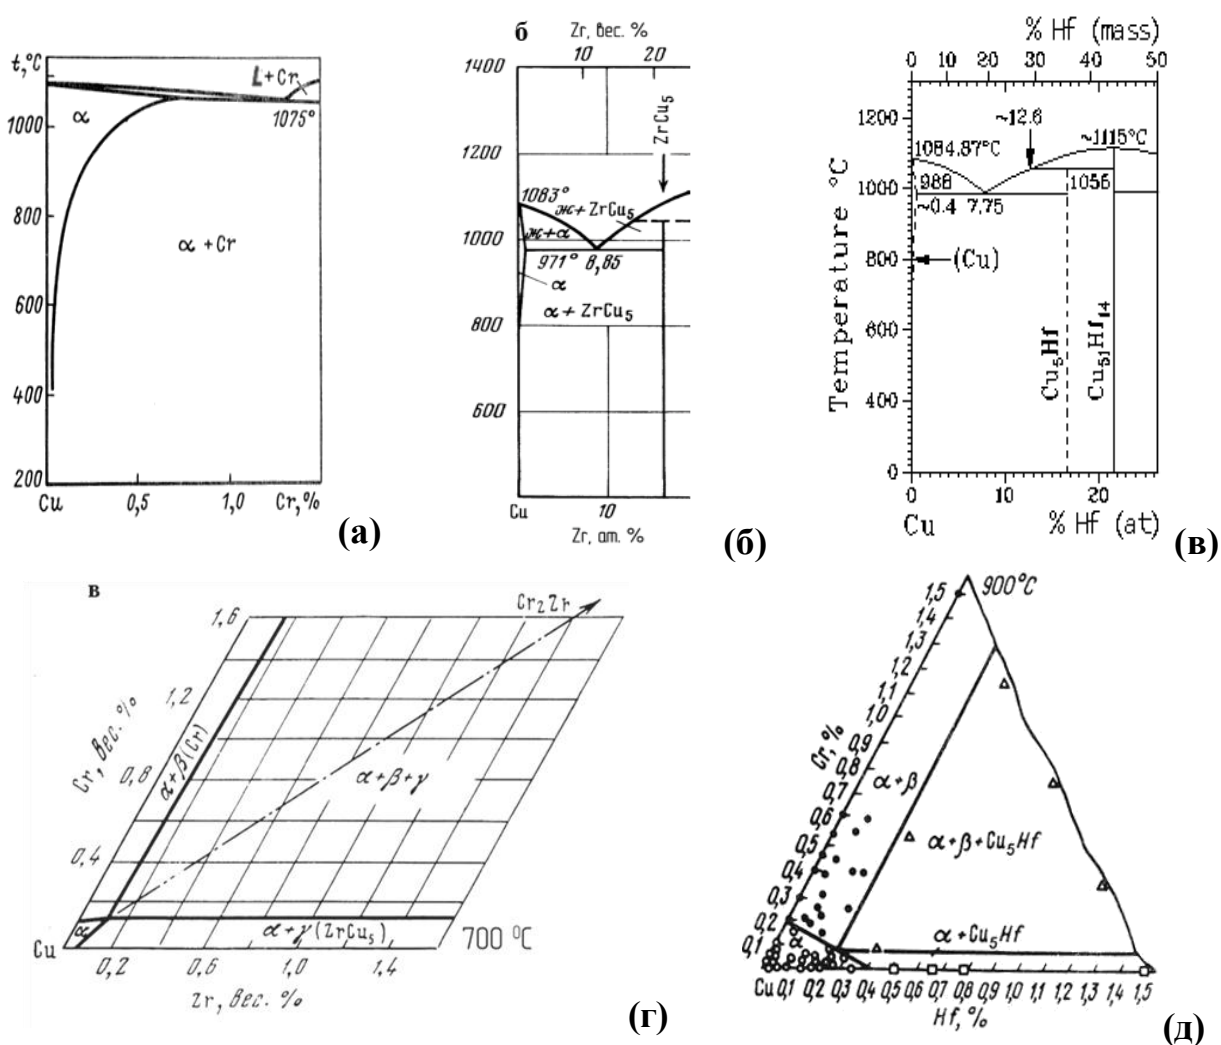 t,°C
L+Cr
1075°
α
1000
800
α+Cr
600
400
200
Cu
0,5
1,0
Cr,%
(а)
б
Zr, вес. %
10
20
1400
1200
1000
800
600
ZrCu₅
1083°
ж+ZrCu₅
ж+α
971° 8,85
α
α+ZrCu₅
Cu
10
Zr, ат. %
(б)
% Hf (mass)
0 10 20 30 40 50
1200
1000
800
600
400
0
Temperature °C
~12.6
~1115°C
1084.87°C
988
1056
~0.4 7.75
(Cu)
Cu₅Hf
Cu₅₁Hf₁₄
0
10
20
Cu
% Hf (at)
(в)
в
Cr₂Zr
1,6
1,2
0,8
0,4
Cr, вес. %
α+β(Cr)
α+β+γ
α
α+γ(ZrCu₅)
700 °C
Cu
0,2
0,6
1,0
1,4
Zr, вес. %
(г)
900°C
1,5
1,4
1,3
1,2
1,1
1,0
0,9
0,8
0,7
0,6
0,5
0,4
0,3
0,2
0,1
Cr,%
α+β
α+β+Cu₅Hf
α+Cu₅Hf
α
Cu 0,1 0,2 0,3 0,4 0,5 0,6 0,7 0,8 0,9 1,0 1,1 1,2 1,3 1,4 1,5
Hf,%
(д)